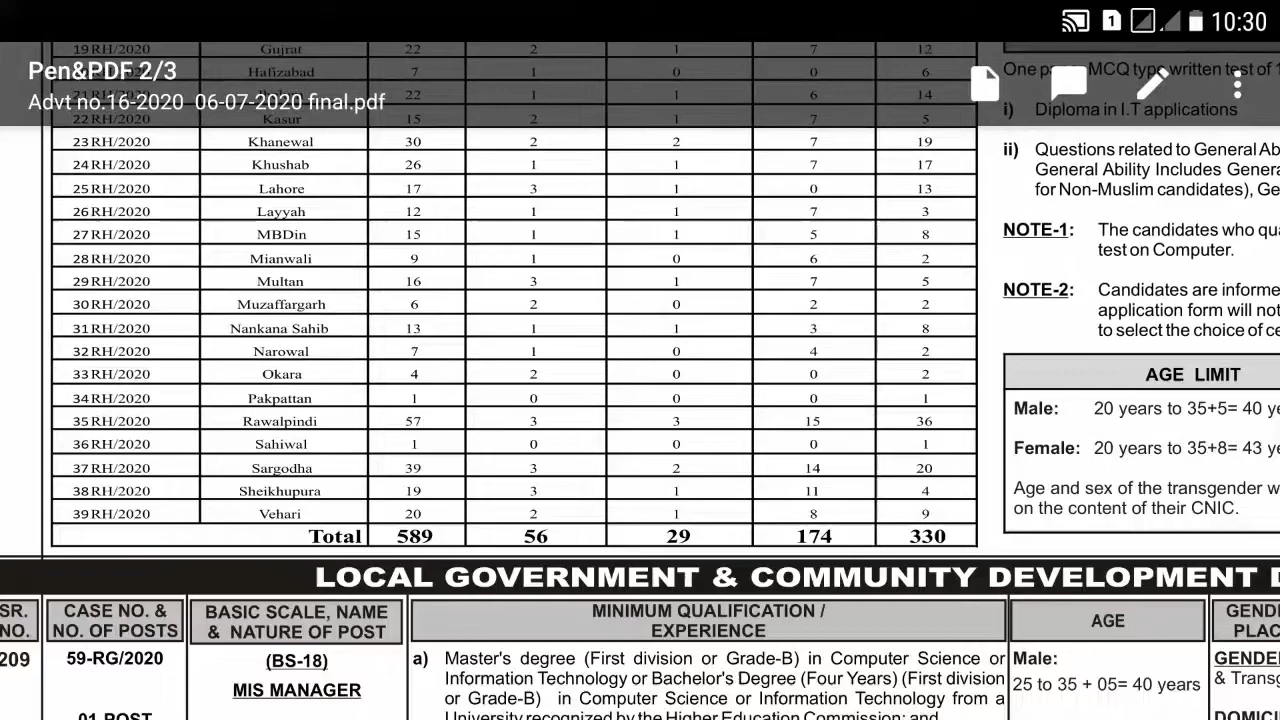 10:30
1
Pen&PDF 2/3
Advt no.16-2020 06-07-2020 final.pdf
19 RH/2020 Gujrat 22 2 1 7 12
Hafizabad 7 1 0 0 6
22 1 1 6 14
22 RH/2020 Kasur 15 2 1 7 5
23 RH/2020 Khanewal 30 2 2 7 19
24 RH/2020 Khushab 26 1 1 7 17
25 RH/2020 Lahore 17 3 1 0 13
26 RH/2020 Layyah 12 1 1 7 3
27 RH/2020 MBDin 15 1 1 5 8
28 RH/2020 Mianwali 9 1 0 6 2
29 RH/2020 Multan 16 3 1 7 5
30 RH/2020 Muzaffargarh 6 2 0 2 2
31 RH/2020 Nankana Sahib 13 1 1 3 8
32 RH/2020 Narowal 7 1 0 4 2
33 RH/2020 Okara 4 2 0 0 2
34 RH/2020 Pakpattan 1 0 0 0 1
35 RH/2020 Rawalpindi 57 3 3 15 36
36 RH/2020 Sahiwal 1 0 0 0 1
37 RH/2020 Sargodha 39 3 2 14 20
38 RH/2020 Sheikhupura 19 3 1 11 4
39 RH/2020 Vehari 20 2 1 8 9
Total 589 56 29 174 330
One MCQ type written test of
i) Diploma in I.T applications
ii) Questions related to General Ab
General Ability Includes Genera
for Non-Muslim candidates), Ge
NOTE-1: The candidates who qua
test on Computer.
NOTE-2: Candidates are informe
application form will not
to select the choice of ce
AGE LIMIT
Male: 20 years to 35+5= 40 ye
Female: 20 years to 35+8= 43 ye
Age and sex of the transgender w
on the content of their CNIC.
LOCAL GOVERNMENT & COMMUNITY DEVELOPMENT D
SR. NO.
CASE NO. & NO. OF POSTS
BASIC SCALE, NAME & NATURE OF POST
MINIMUM QUALIFICATION / EXPERIENCE
AGE
GENDE
PLAC
209
59-RG/2020
01 POST
(BS-18)
MIS MANAGER
a) Master's degree (First division or Grade-B) in Computer Science or
Information Technology or Bachelor's Degree (Four Years) (First division
or Grade-B) in Computer Science or Information Technology from a
University recognized by the Higher Education Commission; and
Male:
25 to 35 + 05= 40 years
GENDE
& Transg
DOMICI